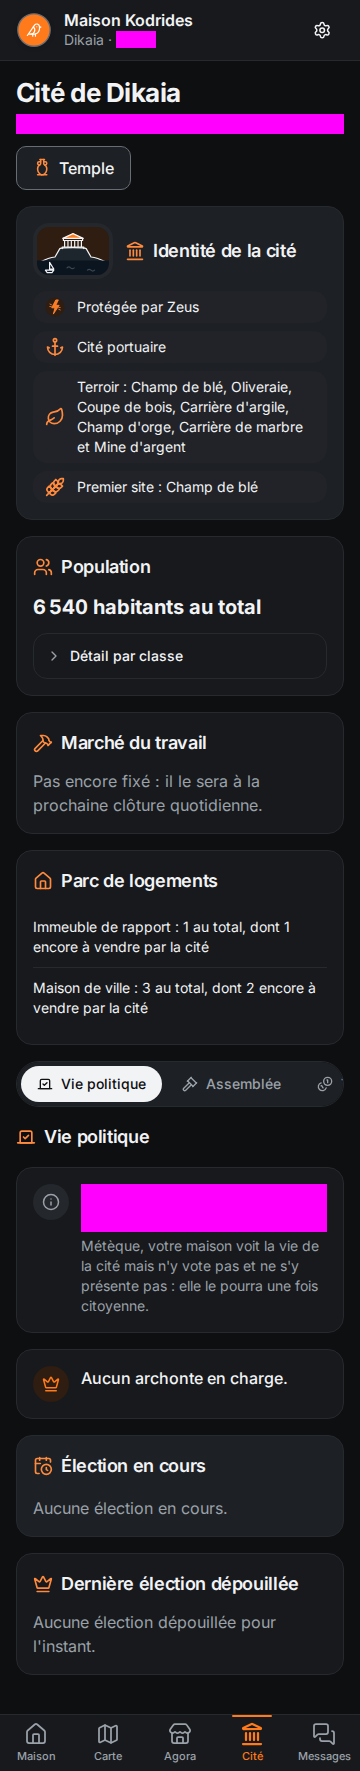 Maison Kodrides
Dikaia ·
Cité de Dikaia
Temple
Identité de la cité
Protégée par Zeus
Cité portuaire
Terroir : Champ de blé, Oliveraie,
Coupe de bois, Carrière d'argile,
Champ d'orge, Carrière de marbre
et Mine d'argent
Premier site : Champ de blé
Population
6 540 habitants au total
Détail par classe
Marché du travail
Pas encore fixé : il le sera à la
prochaine clôture quotidienne.
Parc de logements
Immeuble de rapport : 1 au total, dont 1
encore à vendre par la cité
Maison de ville : 3 au total, dont 2 encore à
vendre par la cité
Vie politique
Assemblée
Vie politique
Métèque, votre maison voit la vie de
la cité mais n'y vote pas et ne s'y
présente pas : elle le pourra une fois
citoyenne.
Aucun archonte en charge.
Élection en cours
Aucune élection en cours.
Dernière élection dépouillée
Aucune élection dépouillée pour
l'instant.
Maison
Carte
Agora
Cité
Messages